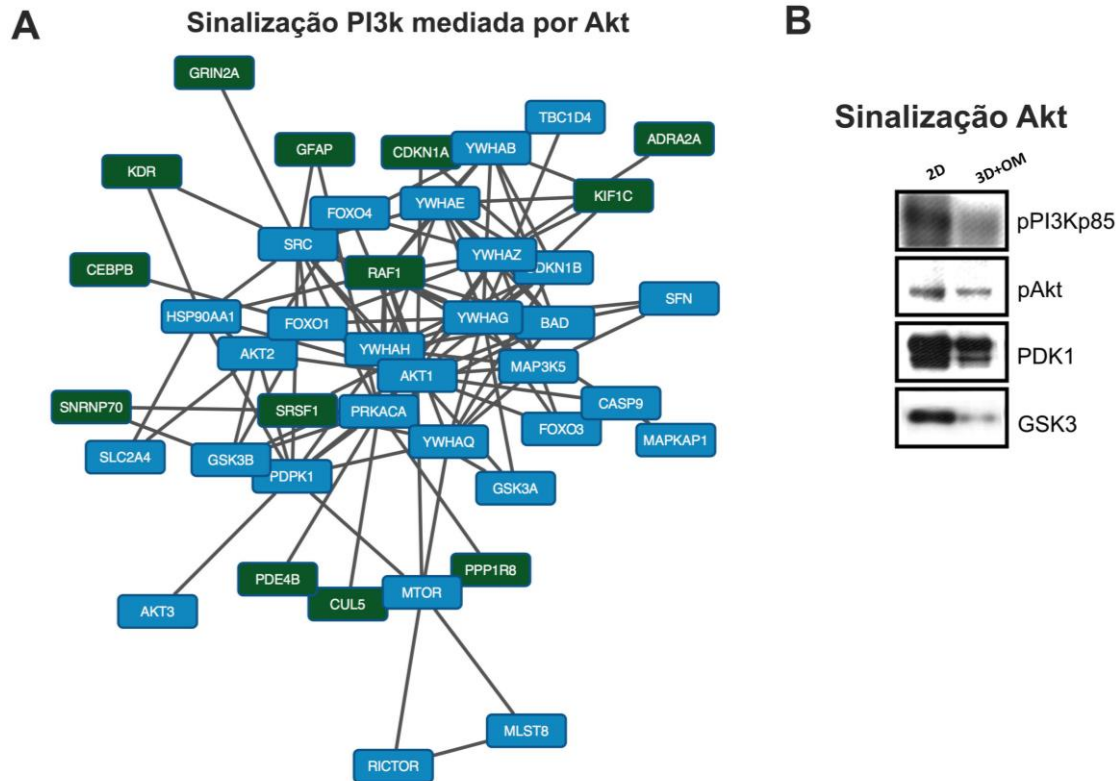 A
Sinalização PI3k mediada por Akt
GRIN2A
TBC1D4
KDR
GFAP
CDKN1A
YWHAB
ADRA2A
FOXO4
YWHAE
KIF1C
SRC
YWHAZ
CEBPB
RAF1
CDKN1B
HSP90AA1
FOXO1
YWHAG
BAD
SFN
AKT2
YWHAH
AKT1
MAP3K5
SNRNP70
SRSF1
PRKACA
CASP9
SLC2A4
GSK3B
YWHAQ
FOXO3
MAPKAP1
PDPK1
GSK3A
AKT3
PDE4B
CUL5
MTOR
PPP1R8
MLST8
RICTOR
B
Sinalização Akt
2D 3D+OM
pPI3Kp85
pAkt
PDK1
GSK3